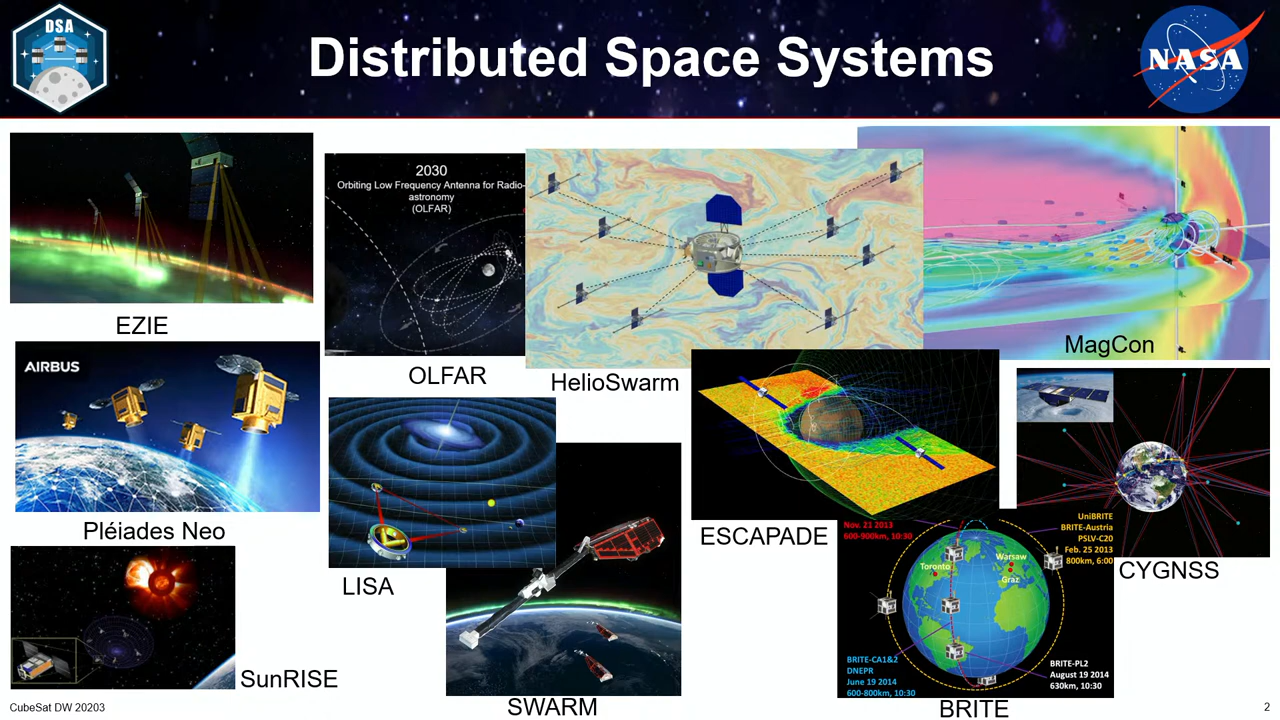 DSA
Distributed Space Systems
NASA
EZIE
2030
Orbiting Low Frequency Antenna for Radio-
astronomy
(OLFAR)
OLFAR
HelioSwarm
MagCon
AIRBUS
Pléiades Neo
LISA
SWARM
ESCAPADE
CYGNSS
SunRISE
Nov. 21 2013
600-900km, 10:30
UniBRITE
BRITE-Austria
PSLV-C20
Feb. 25 2013
800km, 6:00
Toronto
Warsaw
Graz
BRITE-CA1&2
DNEPR
June 19 2014
600-800km, 10:30
BRITE-PL2
August 19 2014
630km, 10:30
BRITE
CubeSat DW 20203
2